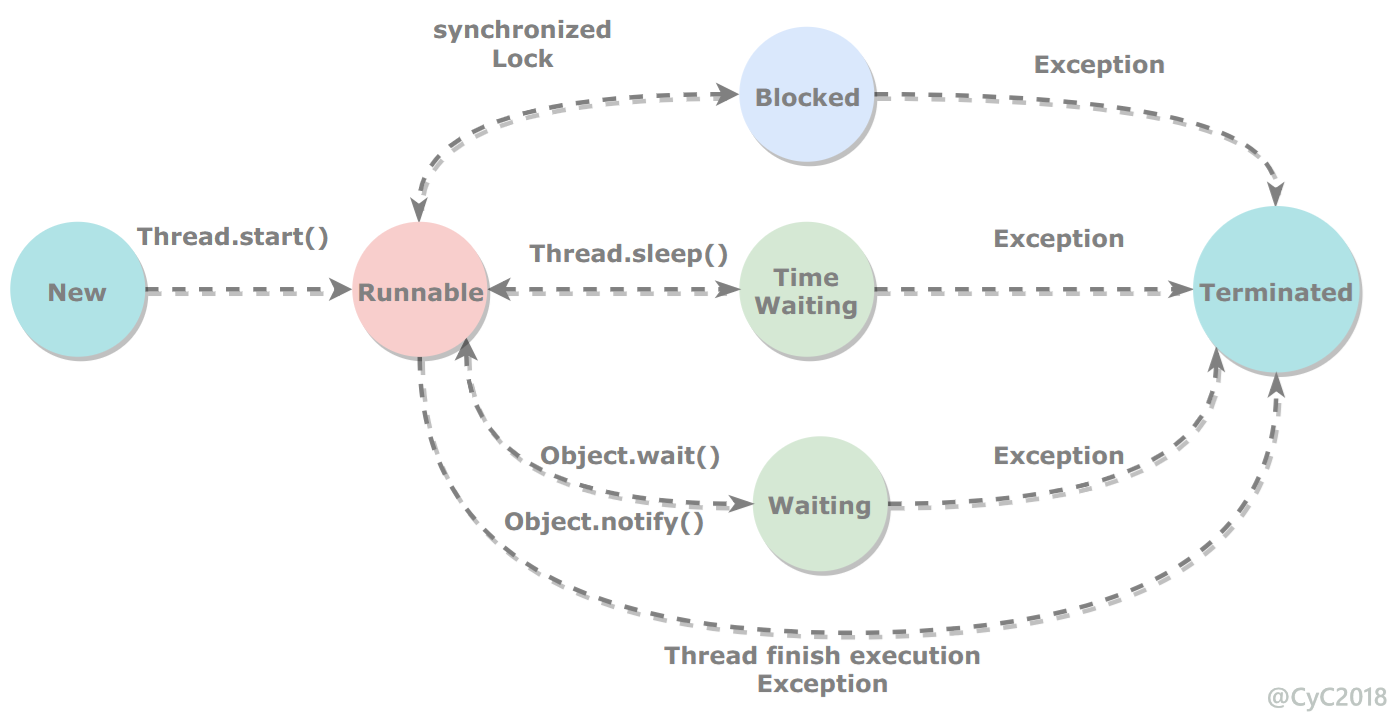 synchronized
Lock
Blocked
Exception
New
Thread.start()
Runnable
Thread.sleep()
Time
Waiting
Exception
Terminated
Object.wait()
Object.notify()
Waiting
Exception
Thread finish execution
Exception
@CyC2018